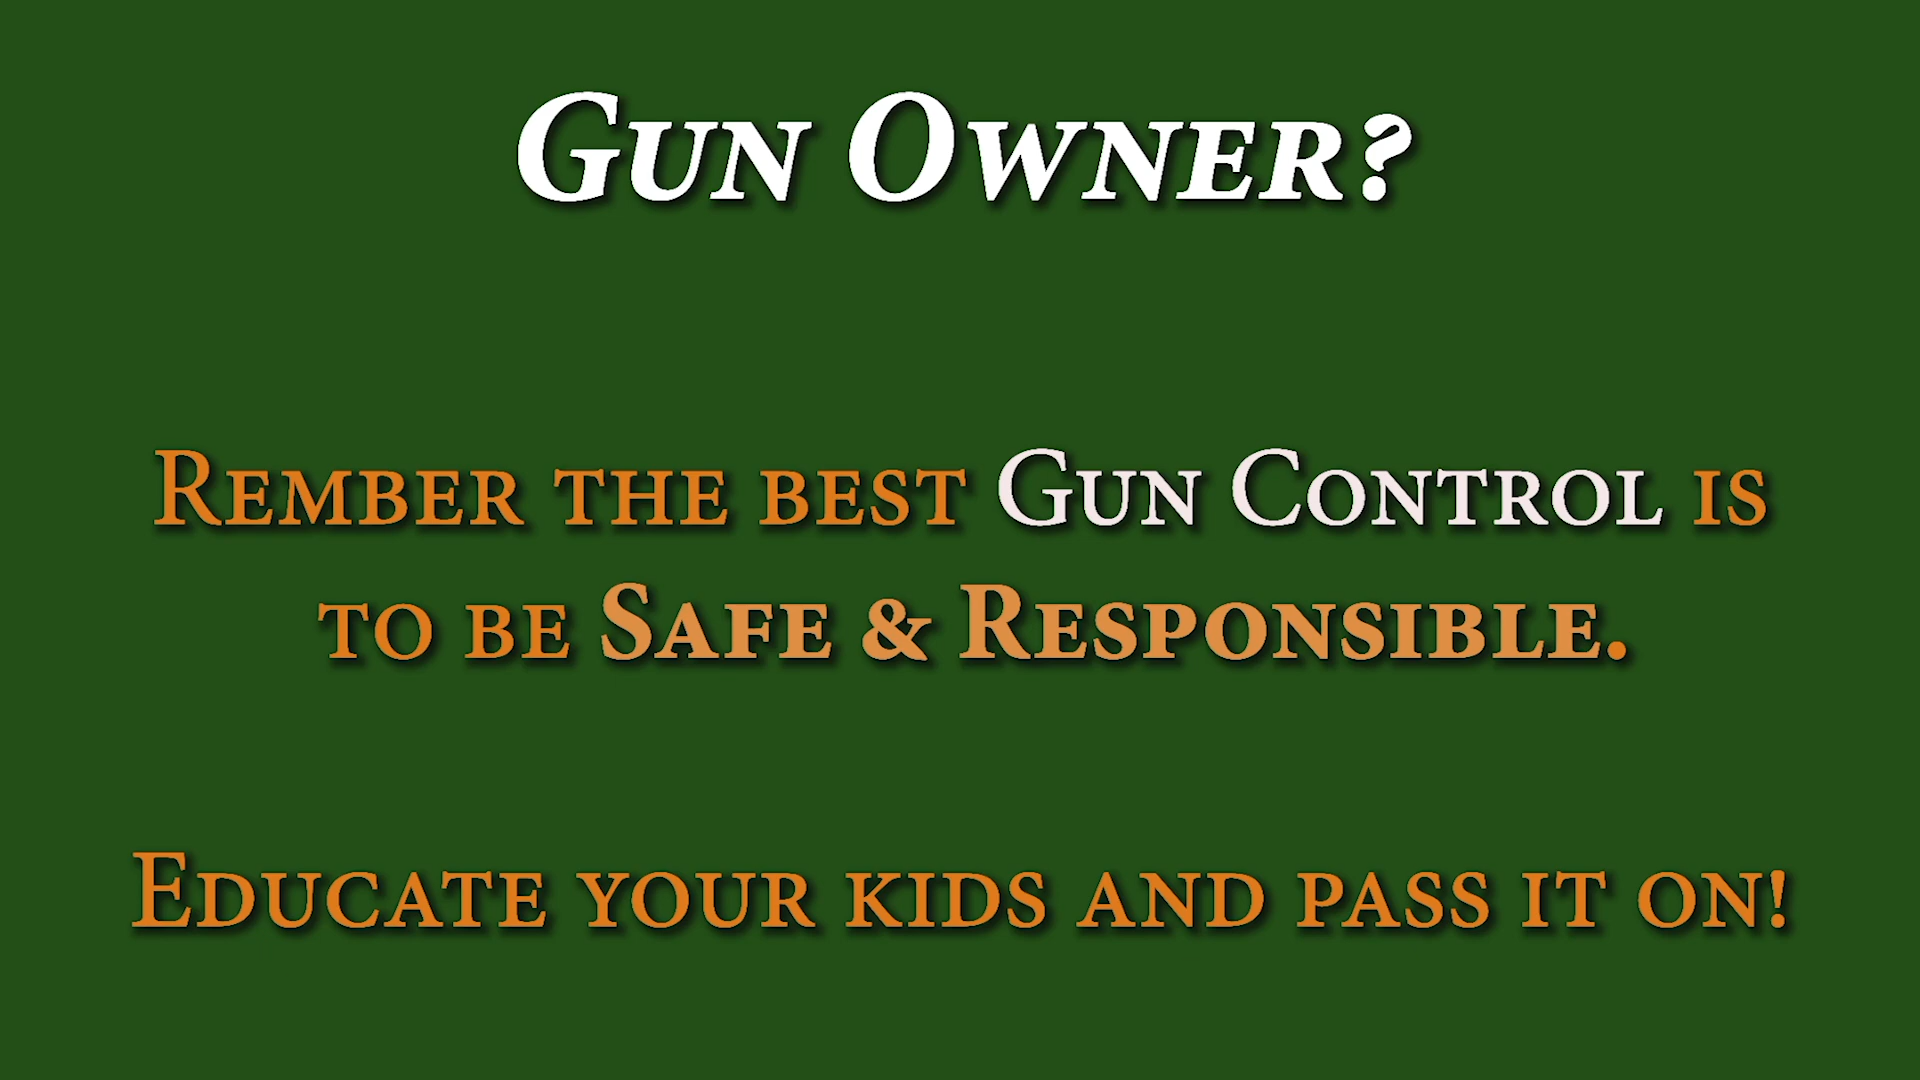 Gun Owner?
Rember the best Gun Control is
to be Safe & Responsible.
Educate your kids and pass it on!